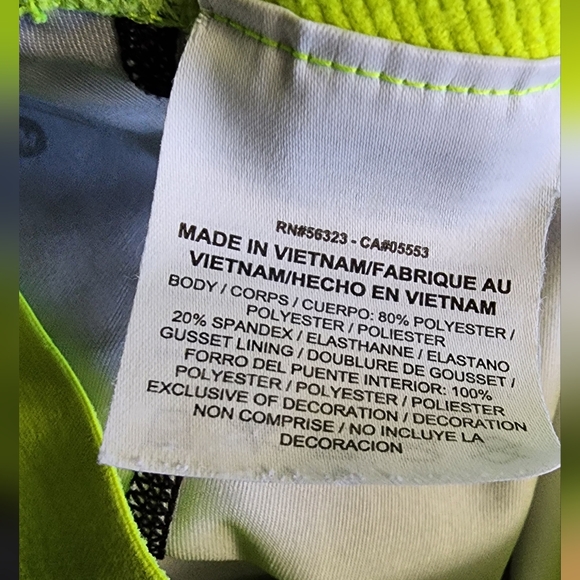 RN#56323 - CA#05553
MADE IN VIETNAM/FABRIQUE AU
VIETNAM/HECHO EN VIETNAM
BODY / CORPS / CUERPO: 80% POLYESTER /
POLYESTER / POLIESTER
20% SPANDEX / ELASTHANNE / ELASTANO
GUSSET LINING / DOUBLURE DE GOUSSET /
FORRO DEL PUENTE INTERIOR: 100%
POLYESTER / POLYESTER / POLIESTER
EXCLUSIVE OF DECORATION / DECORATION
NON COMPRISE / NO INCLUYE LA
DECORACION